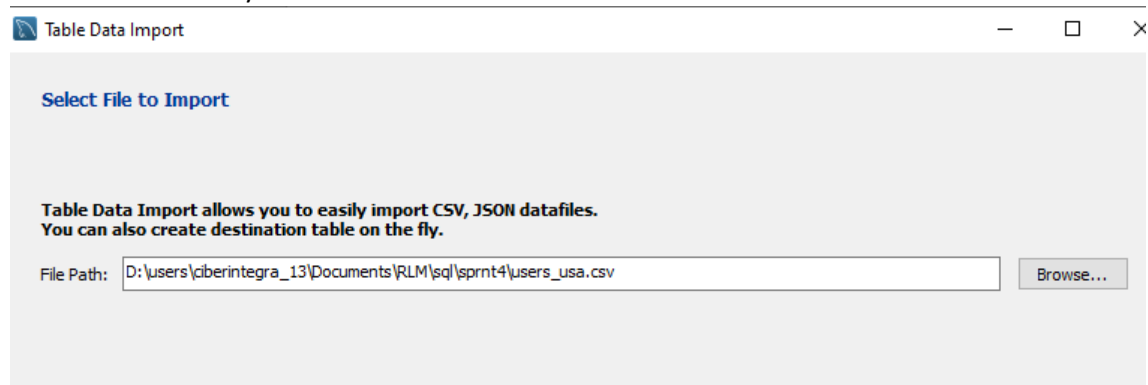 Table Data Import
Select File to Import
Table Data Import allows you to easily import CSV, JSON datafiles.
You can also create destination table on the fly.
File Path: D:\users\ciberintegra_13\Documents\RLM\sql\sprnt4\users_usa.csv Browse...